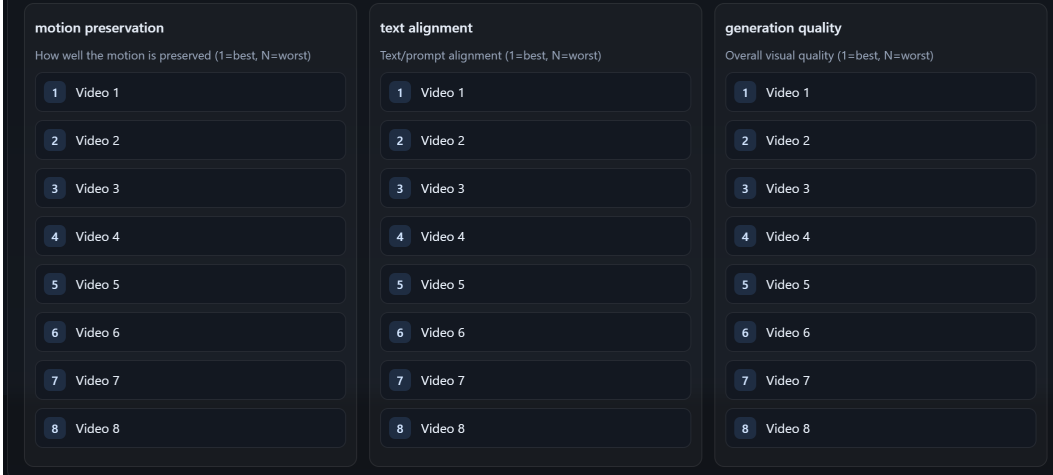 motion preservation
How well the motion is preserved (1=best, N=worst)
1 Video 1
2 Video 2
3 Video 3
4 Video 4
5 Video 5
6 Video 6
7 Video 7
8 Video 8
text alignment
Text/prompt alignment (1=best, N=worst)
1 Video 1
2 Video 2
3 Video 3
4 Video 4
5 Video 5
6 Video 6
7 Video 7
8 Video 8
generation quality
Overall visual quality (1=best, N=worst)
1 Video 1
2 Video 2
3 Video 3
4 Video 4
5 Video 5
6 Video 6
7 Video 7
8 Video 8